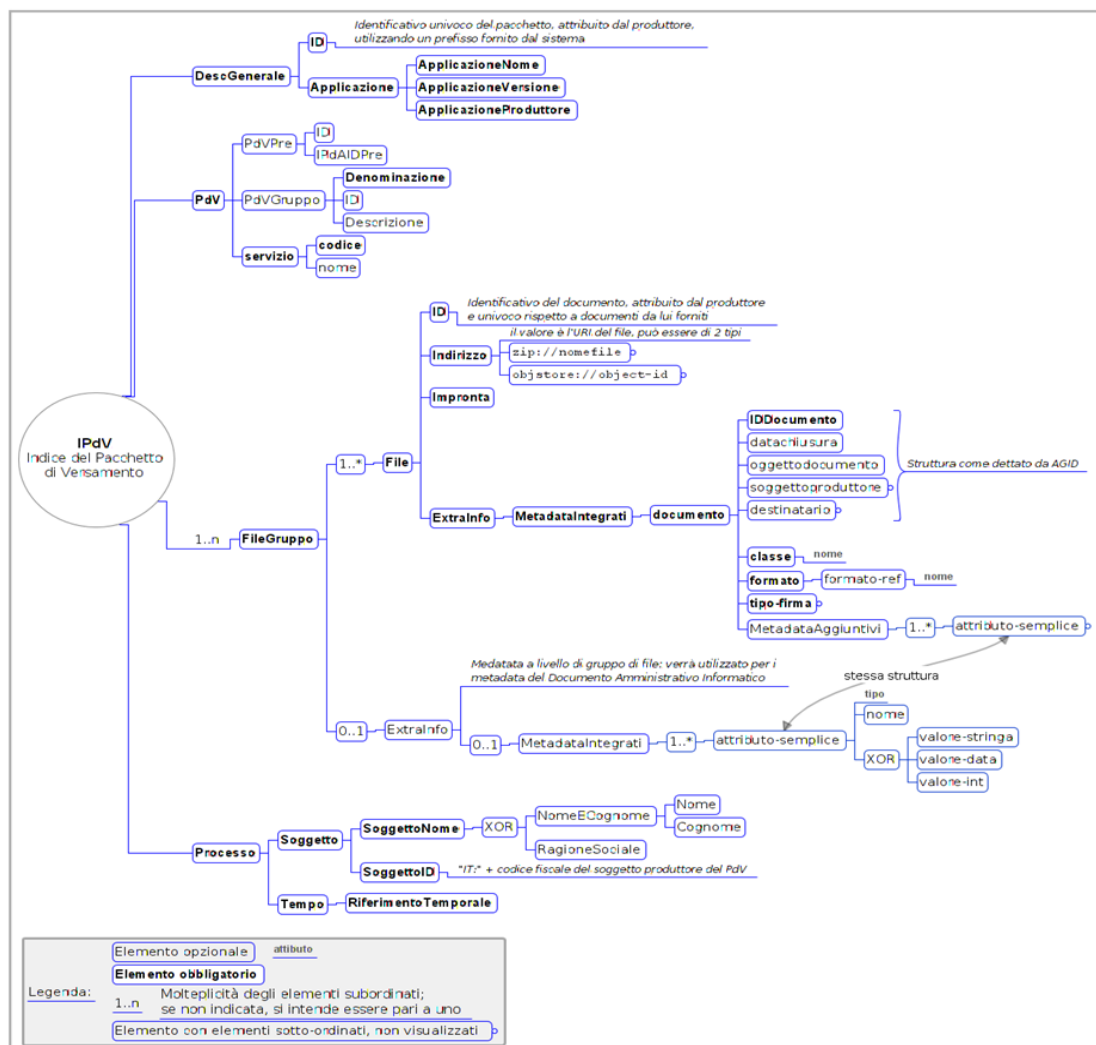 Identificativo univoco del pacchetto, attribuito dal produttore,
utilizzando un prefisso fornito dal sistema
ID
DescGenerale
Applicazione
ApplicazioneNome
ApplicazioneVersione
ApplicazioneProduttore
PdV
PdVPre
ID
IPdAIDPre
PdVGruppo
Denominazione
ID
Descrizione
servizio
codice
nome
IPdV
Indice del Pacchetto
di Versamento
1..n
FileGruppo
1..*
File
ID
Identificativo del documento, attribuito dal produttore
e univoco rispetto a documenti da lui forniti
Indirizzo
il valore è l'URI del file, può essere di 2 tipi
zip://nomefile
objstore://object-id
Impronta
ExtraInfo
MetadataIntegrati
documento
IDDocumento
datachiusura
oggettodocumento
soggettoproduttore
destinatario
Struttura come dettato da AGID
classe
nome
formato
formato-ref
nome
tipo-firma
MetadataAggiuntivi
1..*
attributo-semplice
stessa struttura
0..1
ExtraInfo
Medatata a livello di gruppo di file: verrà utilizzato per i
metadata del Documento Amministrativo Informatico
0..1
MetadataIntegrati
1..*
attributo-semplice
tipo
nome
XOR
valone-stringa
valone-data
valone-int
Processo
Soggetto
SoggettoNome
XOR
NomeECognome
Nome
Cognome
RagioneSociale
SoggettoID
"IT:" + codice fiscale del soggetto produttore del PdV
Tempo
RiferimentoTemporale
Legenda:
Elemento opzionale
attibuto
Elemento obbligatorio
1..n
Molteplicità degli elementi subordinati;
se non indicata, si intende essere pari a uno
Elemento con elementi sotto-ordinati, non visualizzati